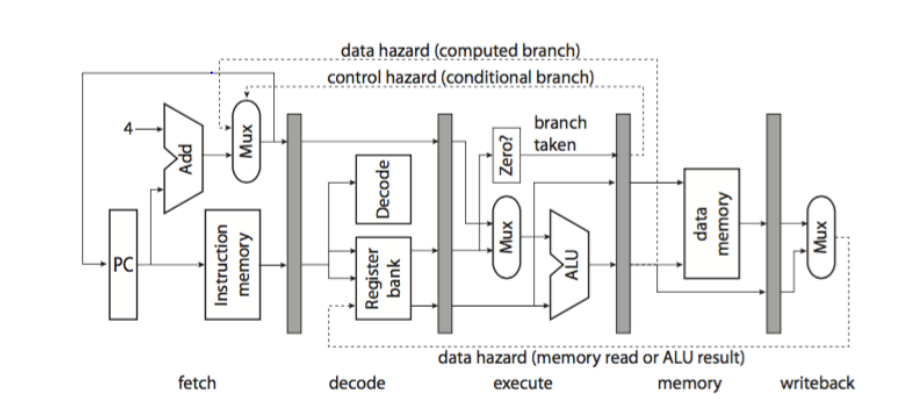 data hazard (computed branch)
control hazard (conditional branch)
4
Add
Mux
PC
Instruction
memory
Decode
Register
bank
Zero?
branch
taken
Mux
ALU
data
memory
Mux
data hazard (memory read or ALU result)
fetch
decode
execute
memory
writeback